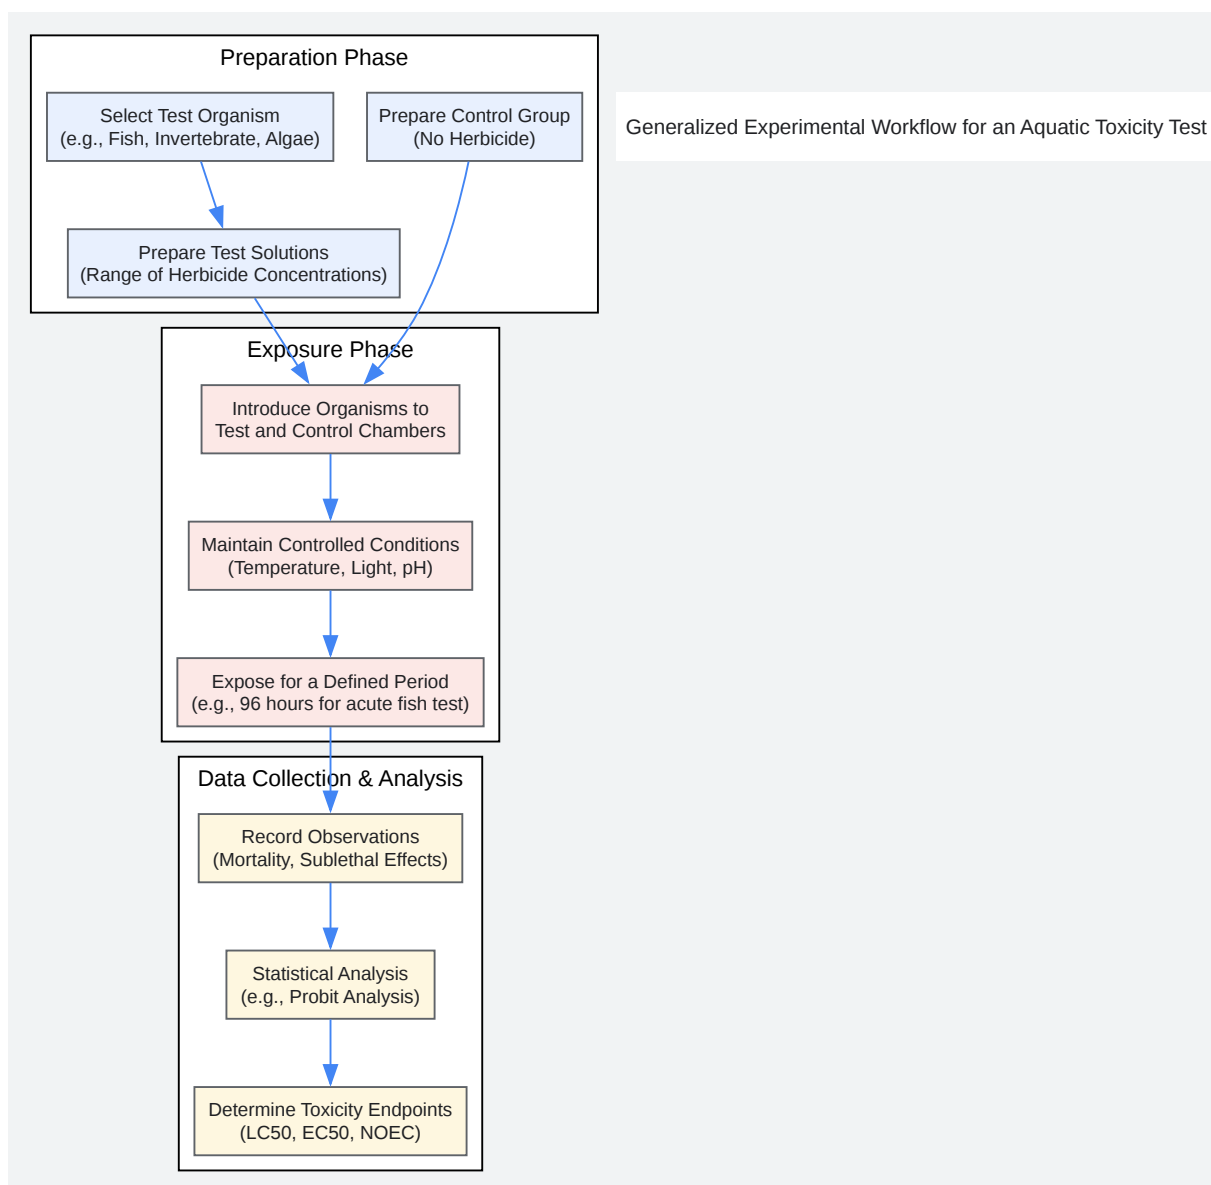 Preparation Phase
Select Test Organism
(e.g., Fish, Invertebrate, Algae)
Prepare Control Group
(No Herbicide)
Generalized Experimental Workflow for an Aquatic Toxicity Test
Prepare Test Solutions
(Range of Herbicide Concentrations)
Exposure Phase
Introduce Organisms to
Test and Control Chambers
Maintain Controlled Conditions
(Temperature, Light, pH)
Expose for a Defined Period
(e.g., 96 hours for acute fish test)
Data Collection & Analysis
Record Observations
(Mortality, Sublethal Effects)
Statistical Analysis
(e.g., Probit Analysis)
Determine Toxicity Endpoints
(LC50, EC50, NOEC)